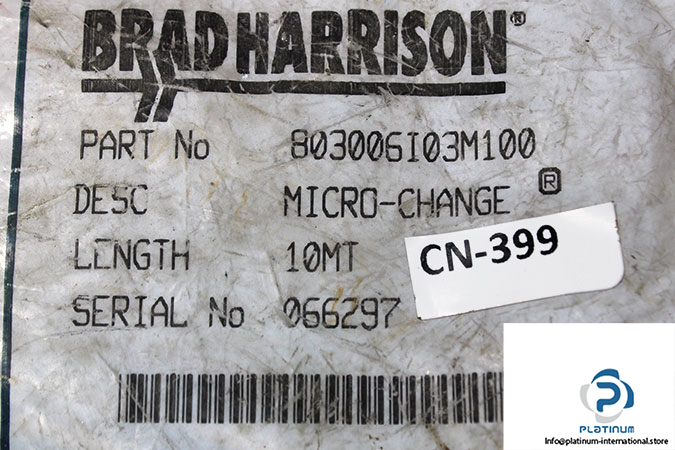 BRAD HARRISON®
PART No 803006I03M100
DESC MICRO-CHANGE®
LENGTH 10MT
CN-399
SERIAL No 066297
PLATINUM
Info@platinum-international.store